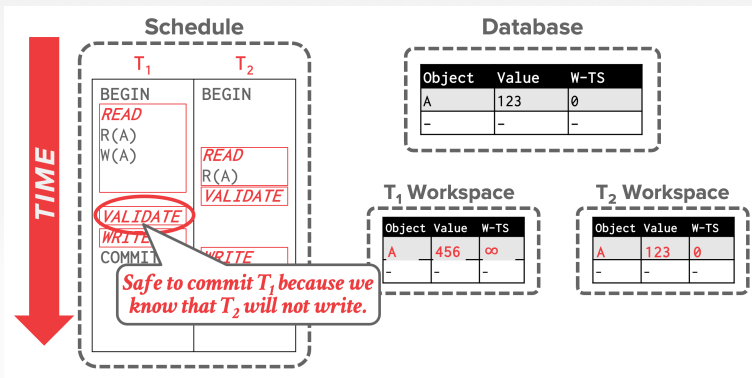 Schedule
T1 T2
BEGIN BEGIN
READ
R(A)
W(A)
READ
R(A)
VALIDATE
VALIDATE
WRITE
COMMIT WRITE
Safe to commit T1 because we
know that T2 will not write.
TIME
Database
Object Value W-TS
A 123 0
- - -
T1 Workspace
Object Value W-TS
A 456 ∞
- - -
T2 Workspace
Object Value W-TS
A 123 0
- - -